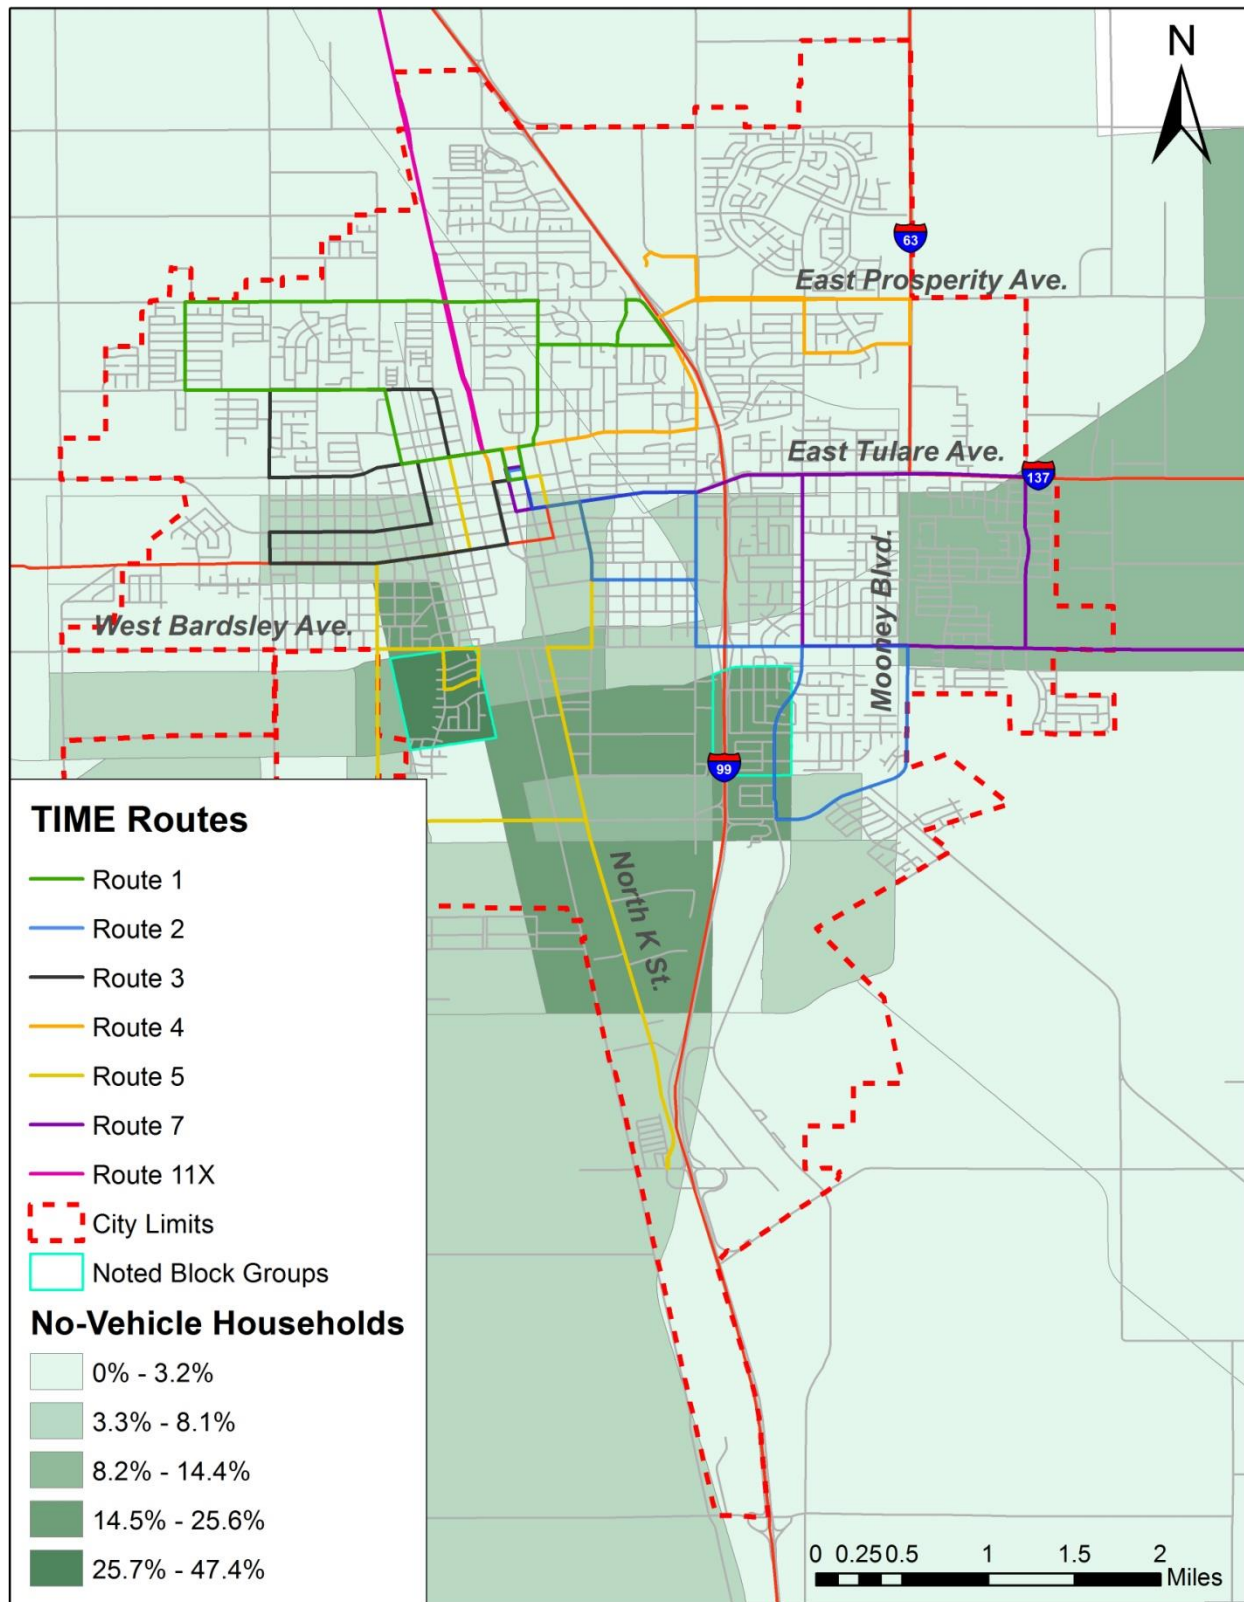 N
63
East Prosperity Ave.
East Tulare Ave.
137
Mooney Blvd.
West Bardsley Ave.
99
North K St.
TIME Routes
Route 1
Route 2
Route 3
Route 4
Route 5
Route 7
Route 11X
City Limits
Noted Block Groups
No-Vehicle Households
0% - 3.2%
3.3% - 8.1%
8.2% - 14.4%
14.5% - 25.6%
25.7% - 47.4%
0 0.25 0.5 1 1.5 2
Miles